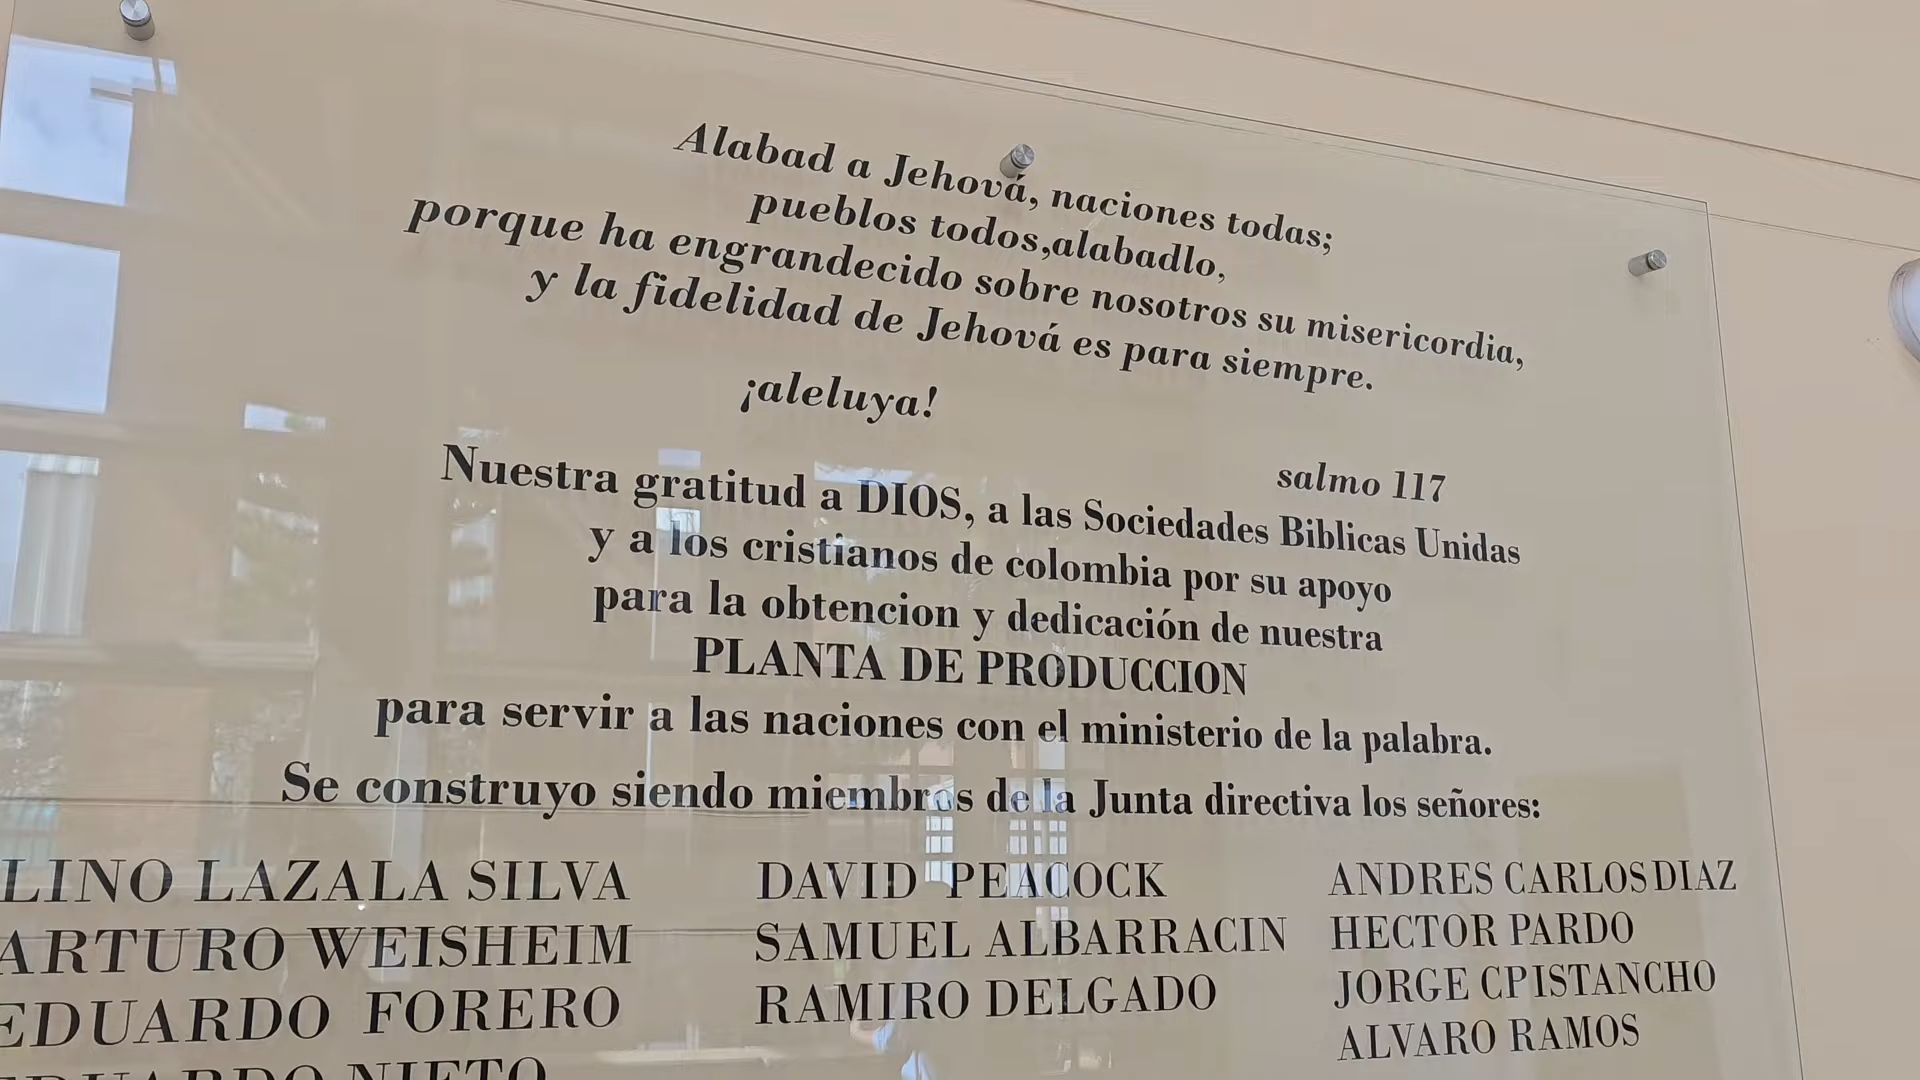 Alabad a Jehová, naciones todas;
pueblos todos,alabadlo,
porque ha engrandecido sobre nosotros su misericordia,
y la fidelidad de Jehová es para siempre.
¡aleluya!
salmo 117
Nuestra gratitud a DIOS, a las Sociedades Biblicas Unidas
y a los cristianos de colombia por su apoyo
para la obtencion y dedicación de nuestra
PLANTA DE PRODUCCION
para servir a las naciones con el ministerio de la palabra.
Se construyo siendo miembros de la Junta directiva los señores:
LINO LAZALA SILVA
ARTURO WEISHEIM
EDUARDO FORERO
NIETO
DAVID PEACOCK
SAMUEL ALBARRACIN
RAMIRO DELGADO
ANDRES CARLOS DIAZ
HECTOR PARDO
JORGE CPISTANCHO
ALVARO RAMOS